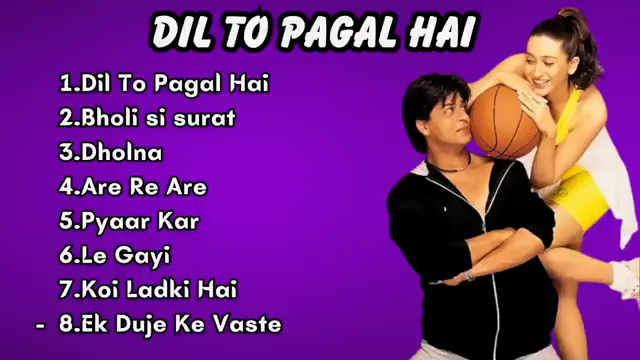 DIL TO PAGAL HAI
1.Dil To Pagal Hai
2.Bholi si surat
3.Dholna
4.Are Re Are
5.Pyaar Kar
6.Le Gayi
7.Koi Ladki Hai
- 8.Ek Duje Ke Vaste